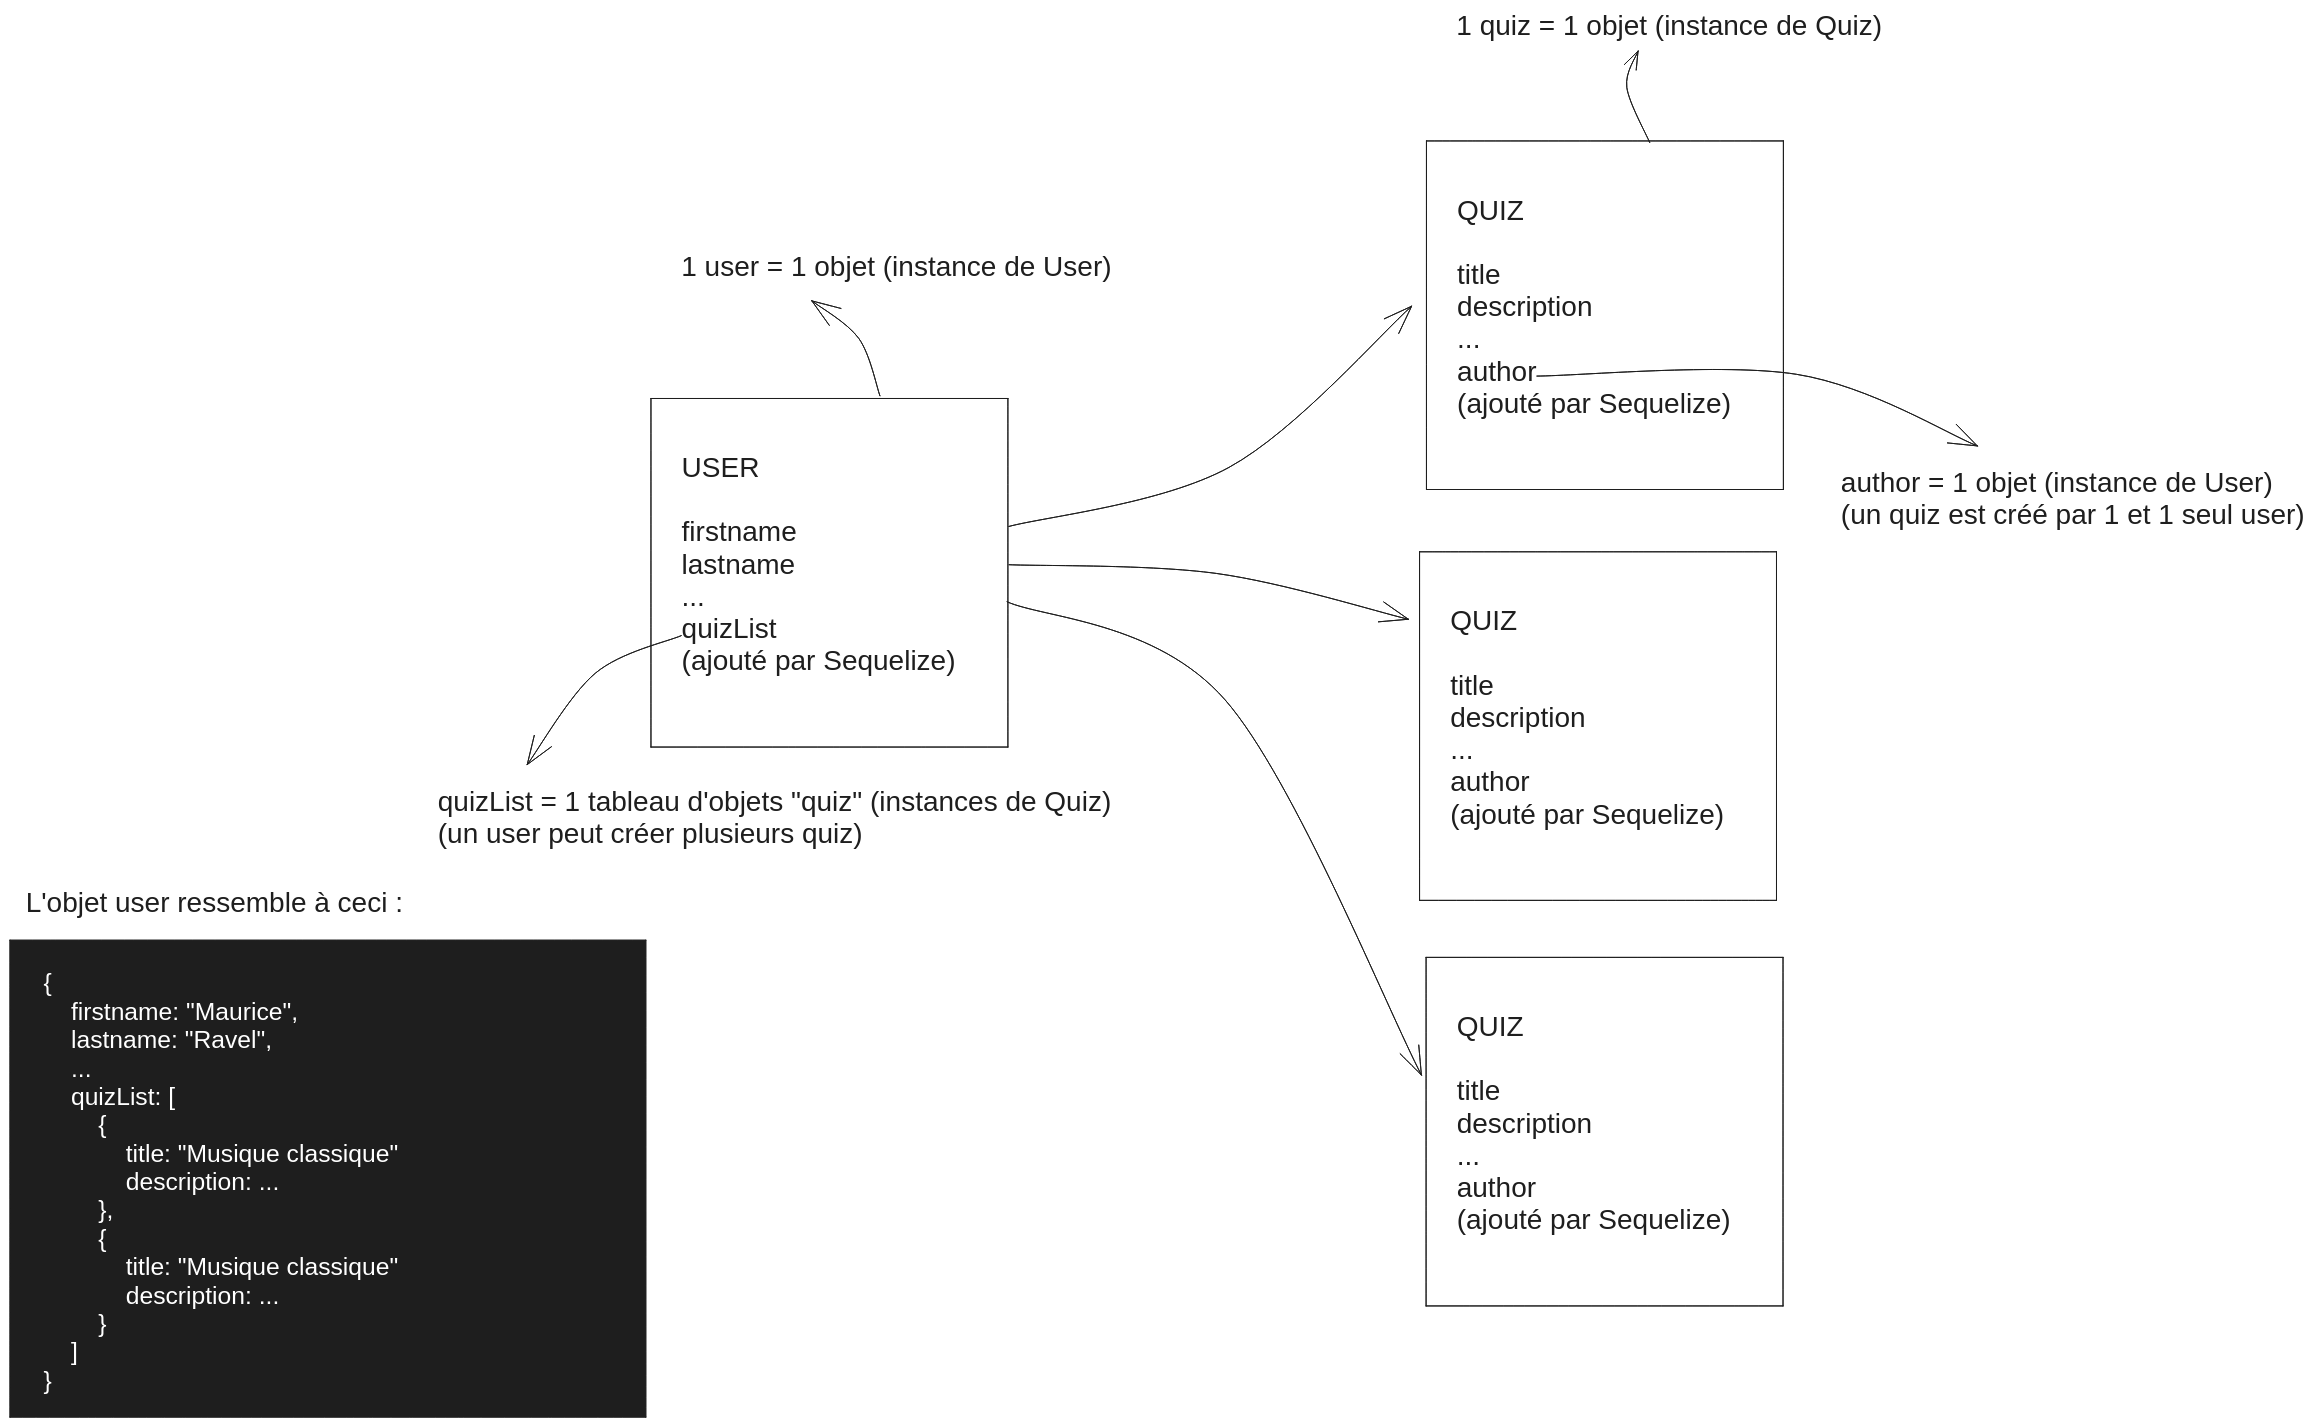 1 quiz = 1 objet (instance de Quiz)
QUIZ
title
description
...
author
(ajouté par Sequelize)
author = 1 objet (instance de User)
(un quiz est créé par 1 et 1 seul user)
1 user = 1 objet (instance de User)
USER
firstname
lastname
...
quizList
(ajouté par Sequelize)
quizList = 1 tableau d'objets "quiz" (instances de Quiz)
(un user peut créer plusieurs quiz)
QUIZ
title
description
...
author
(ajouté par Sequelize)
QUIZ
title
description
...
author
(ajouté par Sequelize)
L'objet user ressemble à ceci :
{
firstname: "Maurice",
lastname: "Ravel",
...
quizList: [
{
title: "Musique classique"
description: ...
},
{
title: "Musique classique"
description: ...
}
]
}